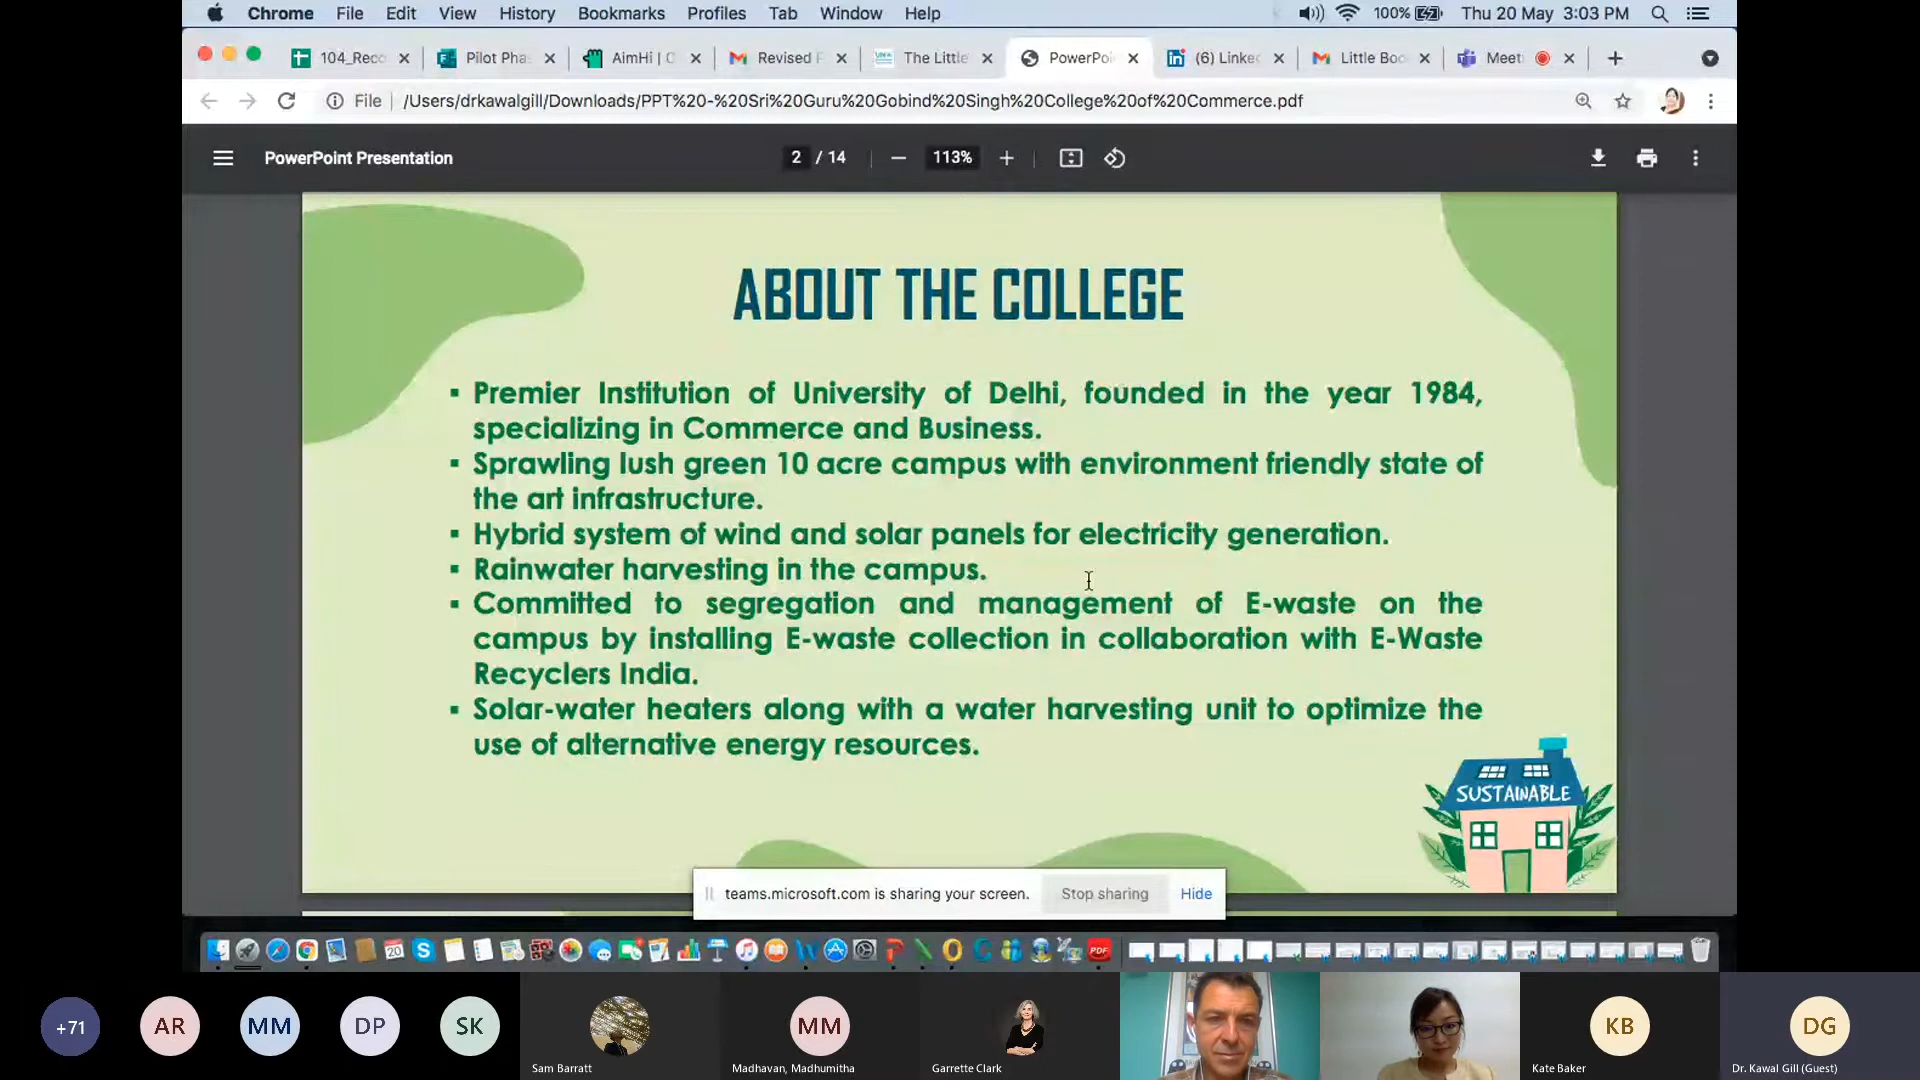 Chrome File Edit View History Bookmarks Profiles Tab Window Help 100% Thu 20 May 3:03 PM
104_Reco Pilot Pha AimHi | C Revised F The Little PowerPoi (6) Linke Little Boo Meet
File /Users/drkawalgill/Downloads/PPT%20-%20Sri%20Guru%20Gobind%20Singh%20College%20of%20Commerce.pdf
PowerPoint Presentation 2 / 14 113%
ABOUT THE COLLEGE
▪ Premier Institution of University of Delhi, founded in the year 1984,
specializing in Commerce and Business.
▪ Sprawling lush green 10 acre campus with environment friendly state of
the art infrastructure.
▪ Hybrid system of wind and solar panels for electricity generation.
▪ Rainwater harvesting in the campus.
▪ Committed to segregation and management of E-waste on the
campus by installing E-waste collection in collaboration with E-Waste
Recyclers India.
▪ Solar-water heaters along with a water harvesting unit to optimize the
use of alternative energy resources.
SUSTAINABLE
teams.microsoft.com is sharing your screen. Stop sharing Hide
20
PDF
+71 AR MM DP SK MM KB DG
Sam Barratt Madhavan, Madhumitha Garrette Clark Kate Baker Dr. Kawal Gill (Guest)